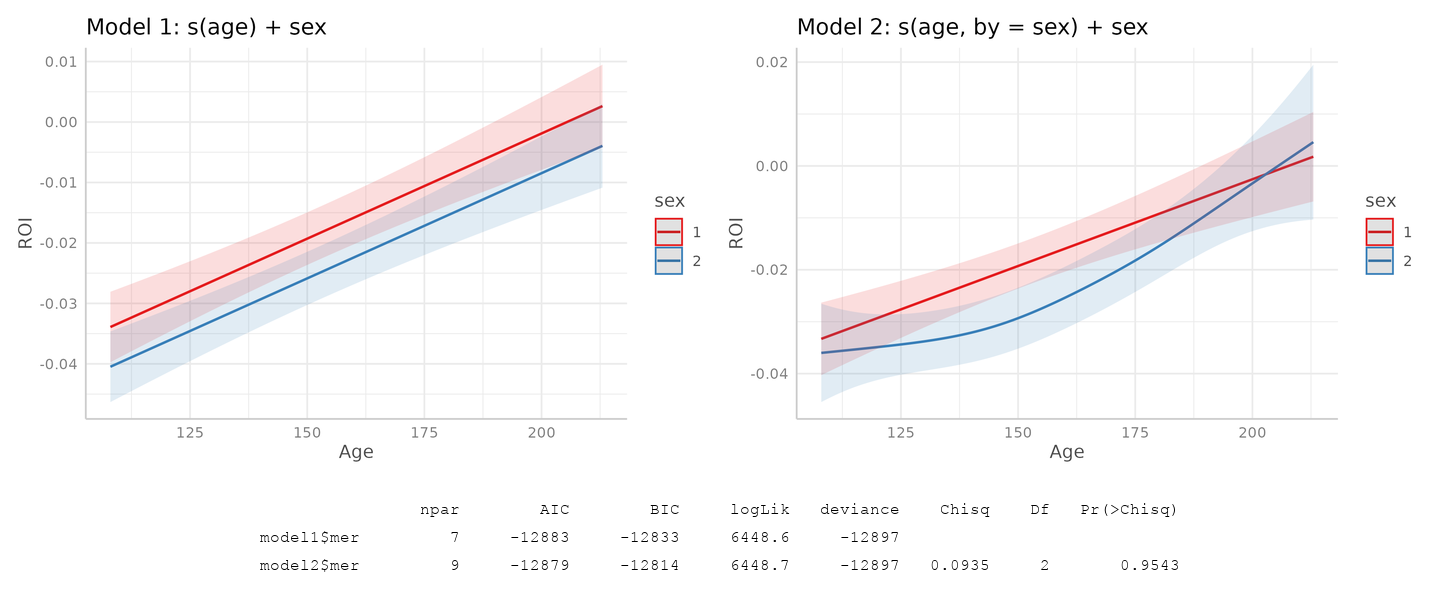 Model 1: s(age) + sex
0.01
0.00
-0.01
-0.02
-0.03
-0.04
ROI
125 150 175 200
Age
sex
1
2
Model 2: s(age, by = sex) + sex
0.02
0.00
-0.02
-0.04
ROI
125 150 175 200
Age
sex
1
2
npar AIC BIC logLik deviance Chisq Df Pr(>Chisq)
model1$mer 7 -12883 -12833 6448.6 -12897
model2$mer 9 -12879 -12814 6448.7 -12897 0.0935 2 0.9543